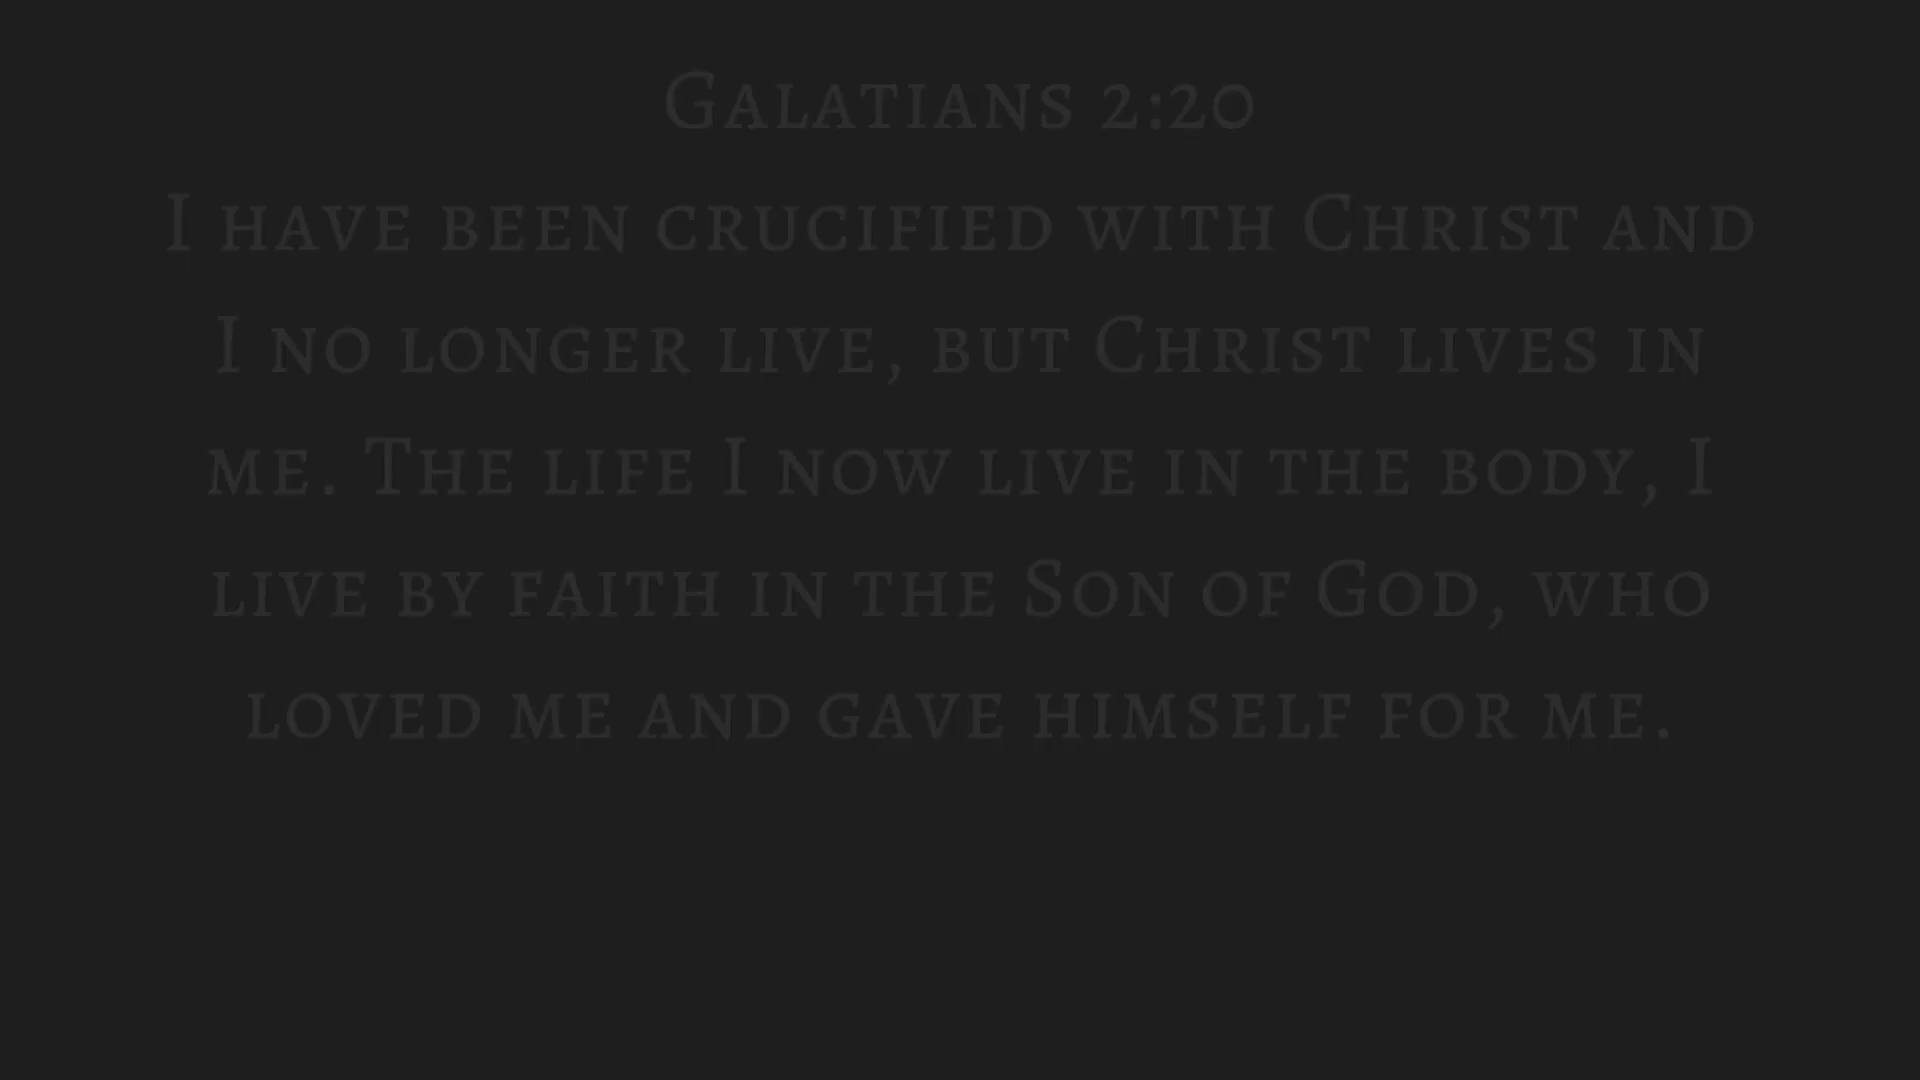 Galatians 2:20
I have been crucified with Christ and
I no longer live, but Christ lives in
me. The life I now live in the body, I
live by faith in the Son of God, who
loved me and gave himself for me.